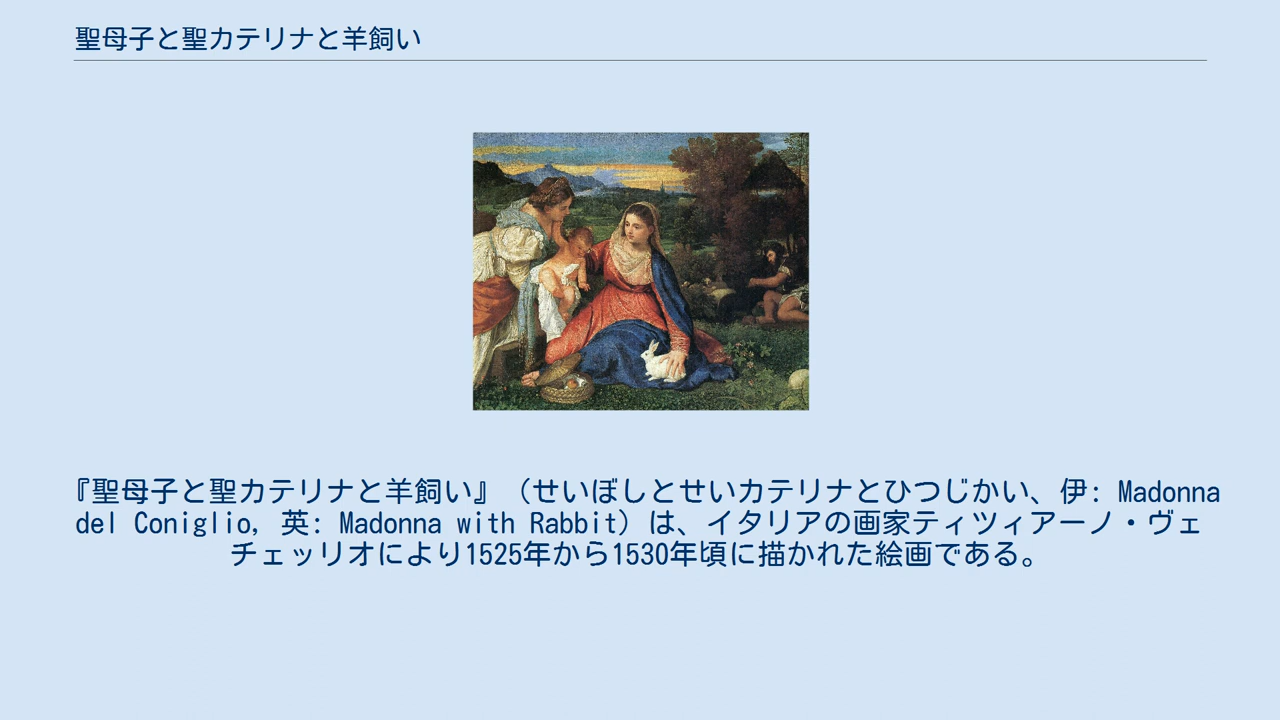 聖母子と聖カテリナと羊飼い
『聖母子と聖カテリナと羊飼い』（せいぼしとせいカテリナとひつじかい、伊: Madonna
del Coniglio, 英: Madonna with Rabbit）は、イタリアの画家ティツィアーノ・ヴェ
チェッリオにより1525年から1530年頃に描かれた絵画である。